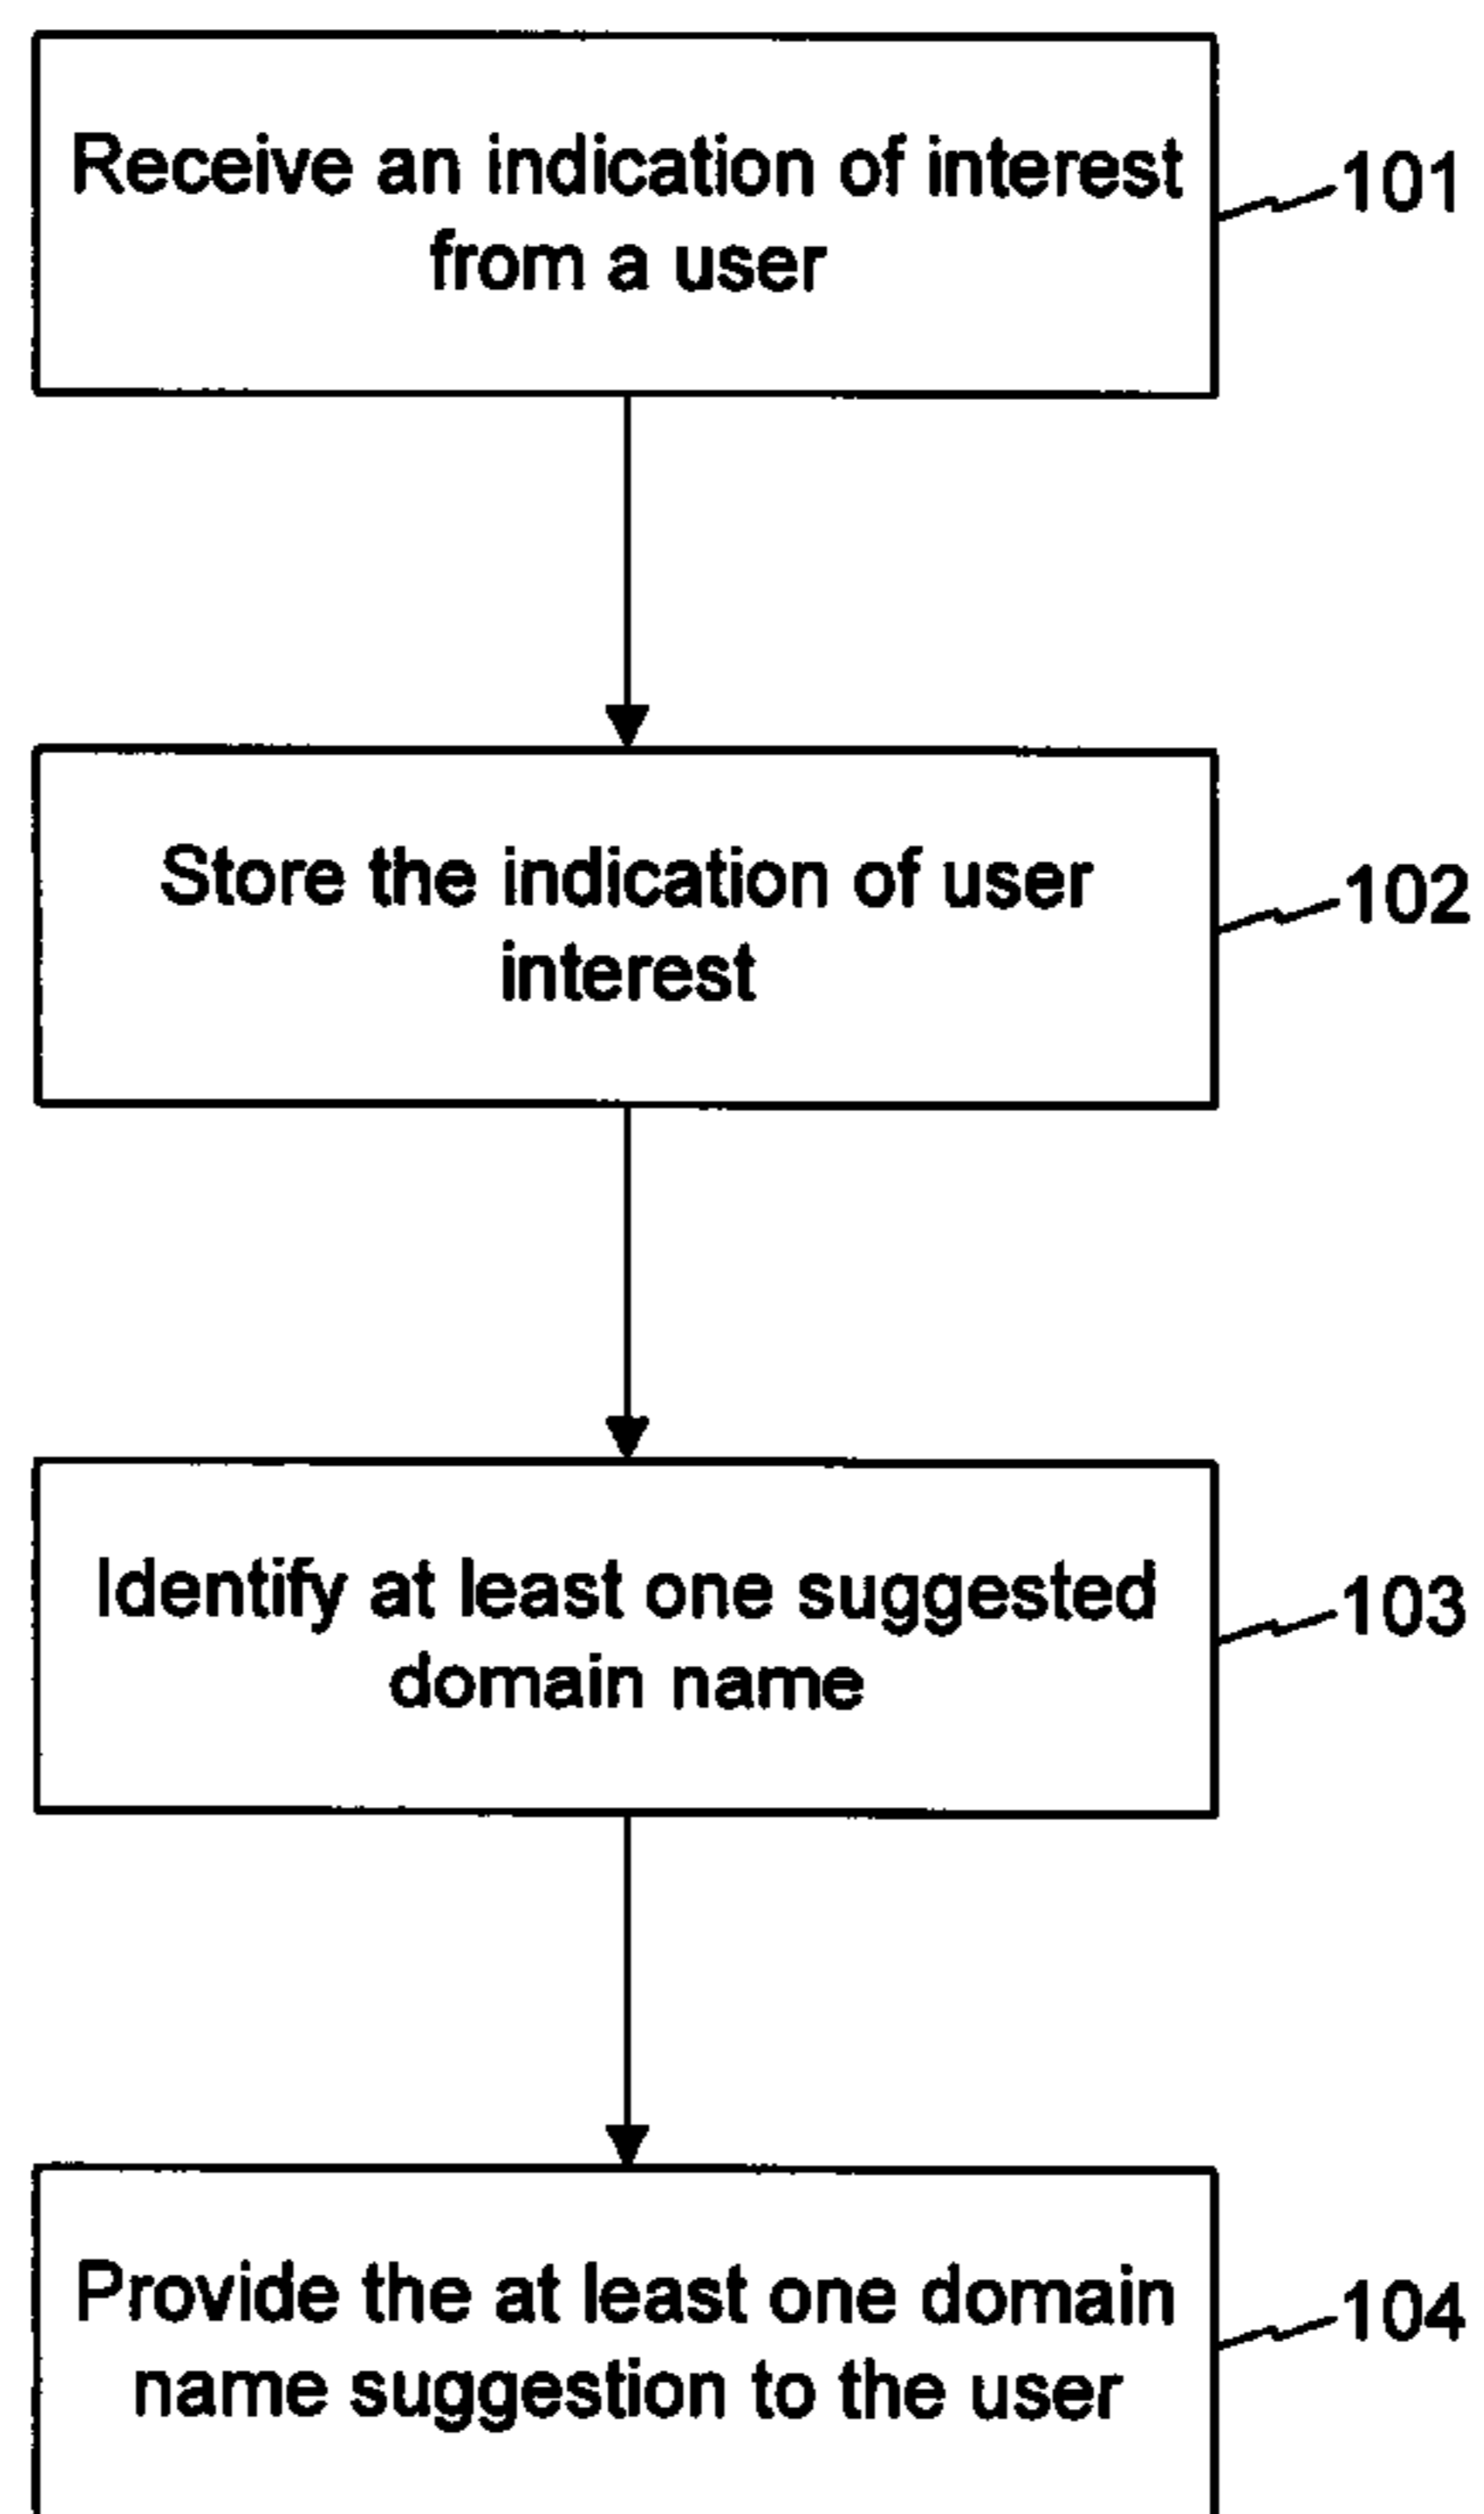 Receive an indication of interest
from a user
101
Store the indication of user
interest
102
Identify at least one suggested
domain name
103
Provide the at least one domain
name suggestion to the user
104